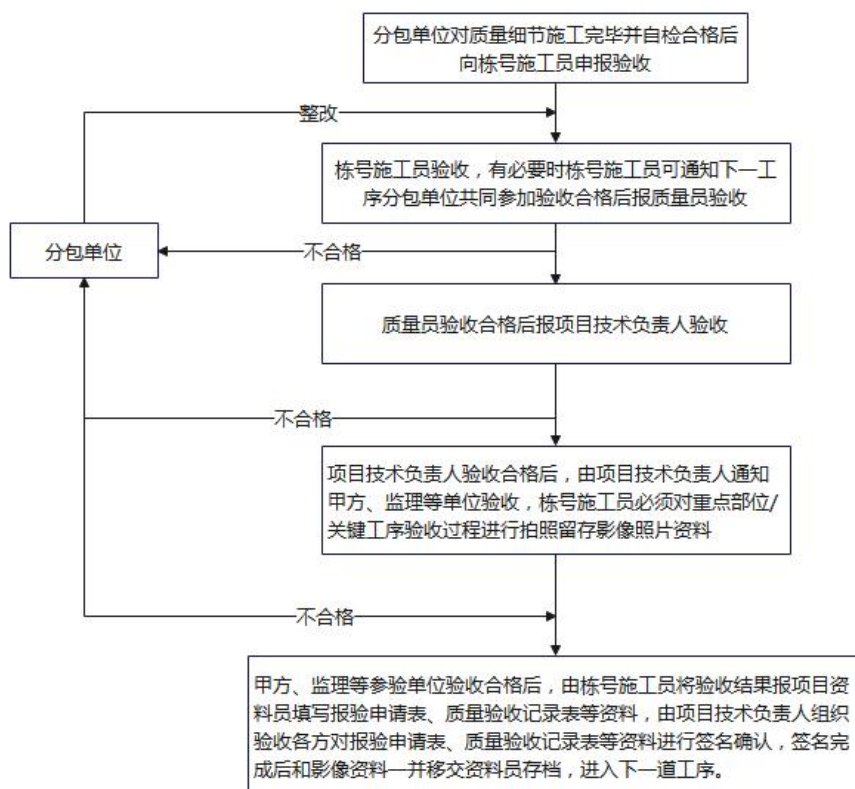 分包单位对质量细节施工完毕并自检合格后
向栋号施工员申报验收
整改
栋号施工员验收，有必要时栋号施工员可通知下一工
序分包单位共同参加验收合格后报质量员验收
分包单位
不合格
质量员验收合格后报项目技术负责人验收
不合格
项目技术负责人验收合格后，由项目技术负责人通知
甲方、监理等单位验收，栋号施工员必须对重点部位/
关键工序验收过程进行拍照留存影像照片资料
不合格
甲方、监理等参验单位验收合格后，由栋号施工员将验收结果报项目资
料员填写报验申请表、质量验收记录表等资料，由项目技术负责人组织
验收各方对报验申请表、质量验收记录表等资料进行签名确认，签名完
成后和影像资料一并移交资料员存档，进入下一道工序。